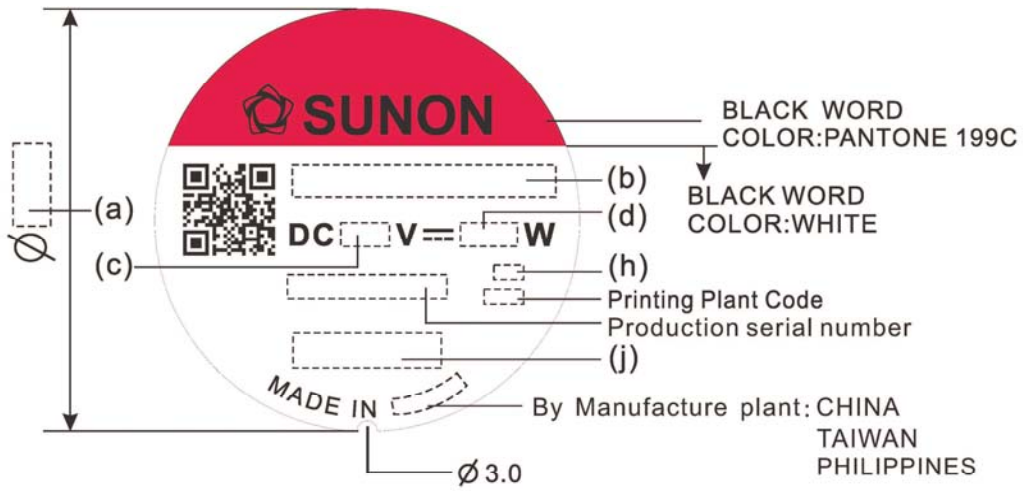 SUNON
BLACK WORD
COLOR:PANTONE 199C
BLACK WORD
COLOR:WHITE
(a)
(b)
DC V W
(d)
(c)
(h)
Printing Plant Code
Production serial number
(j)
MADE IN
By Manufacture plant: CHINA
TAIWAN
PHILIPPINES
Ø
Ø 3.0